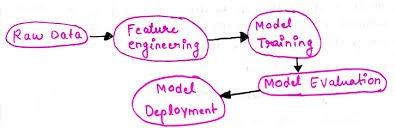 Raw Data
Feature
engineering
Model
Training
Model Evaluation
Model
Deployment